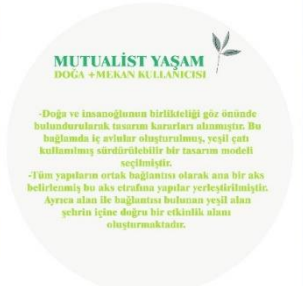 MUTUALİST YAŞAM
DOĞA +MEKAN KULLANICISI
-Doğa ve insanoğlunun birlikteliği göz önünde
bulundurularak tasarım kararları alınmıştır. Bu
bağlamda iç avlular oluşturulmuş, yeşil çatı
kullanılmış sürdürülebilir bir tasarım modeli
seçilmiştir.
-Tüm yapıların ortak bağlantısı olarak ana bir aks
belirlenmiş bu aks etrafına yapılar yerleştirilmiştir.
Ayrıca alan ile bağlantısı bulunan yeşil alan
şehrin içine doğru bir etkinlik alanı
oluşturmaktadır.